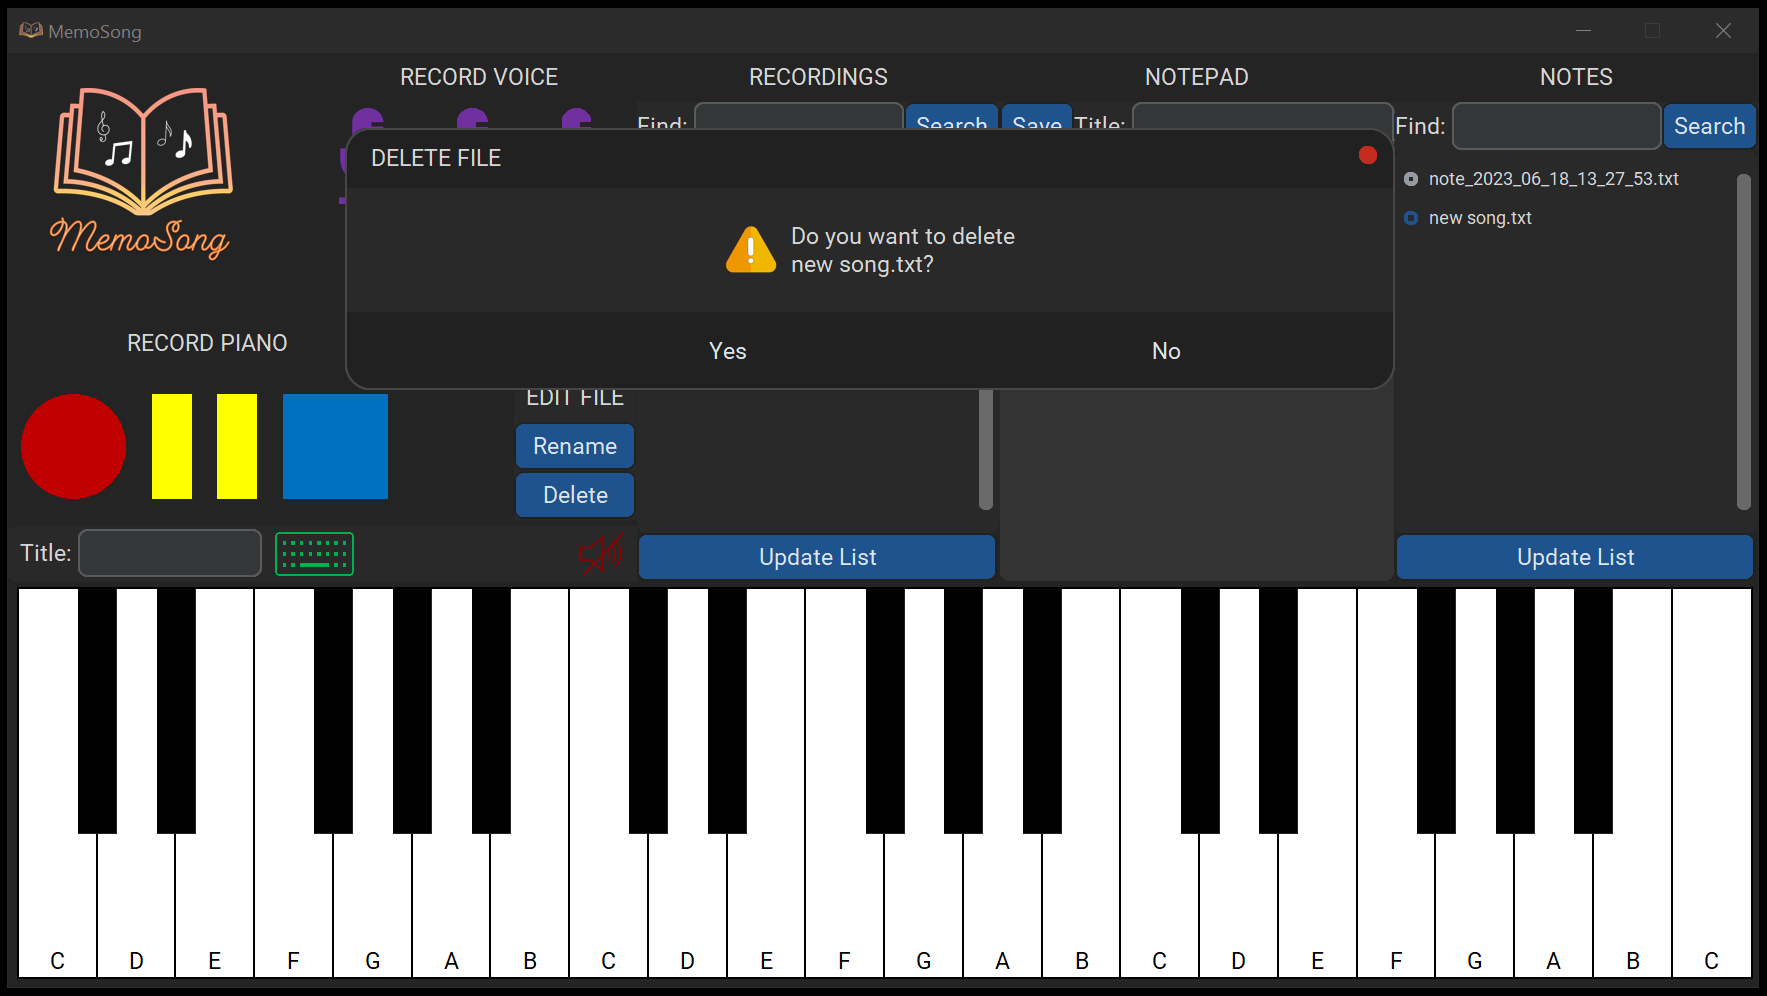 MemoSong
RECORD VOICE
RECORDINGS
NOTEPAD
NOTES
Find:
Search
Save
Title:
Find:
Search
MemoSong
DELETE FILE
Do you want to delete
new song.txt?
Yes
No
note_2023_06_18_13_27_53.txt
new song.txt
RECORD PIANO
EDIT FILE
Rename
Delete
Title:
Update List
Update List
C D E F G A B C D E F G A B C D E F G A B C